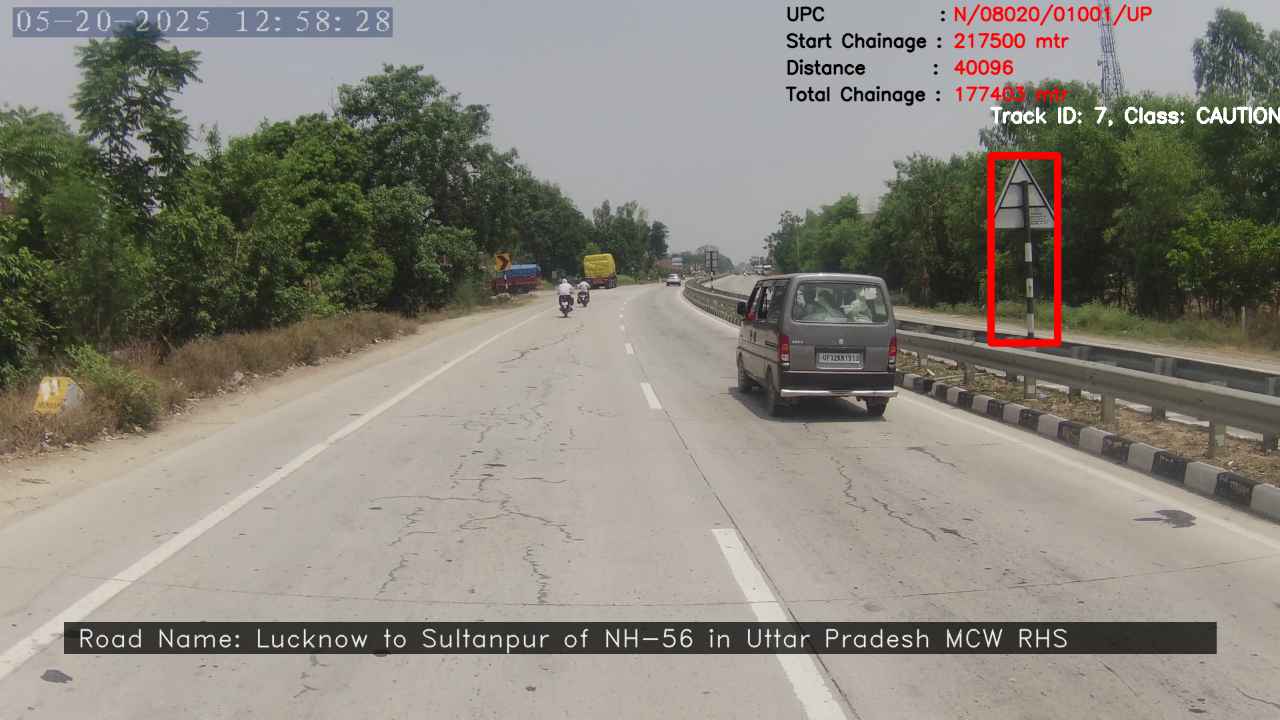 05-20-2025 12:58:28
UPC : N/08020/01001/UP
Start Chainage : 217500 mtr
Distance : 40096
Total Chainage : 177403 mtr
Track ID: 7, Class: CAUTION
Road Name: Lucknow to Sultanpur of NH-56 in Uttar Pradesh MCW RHS